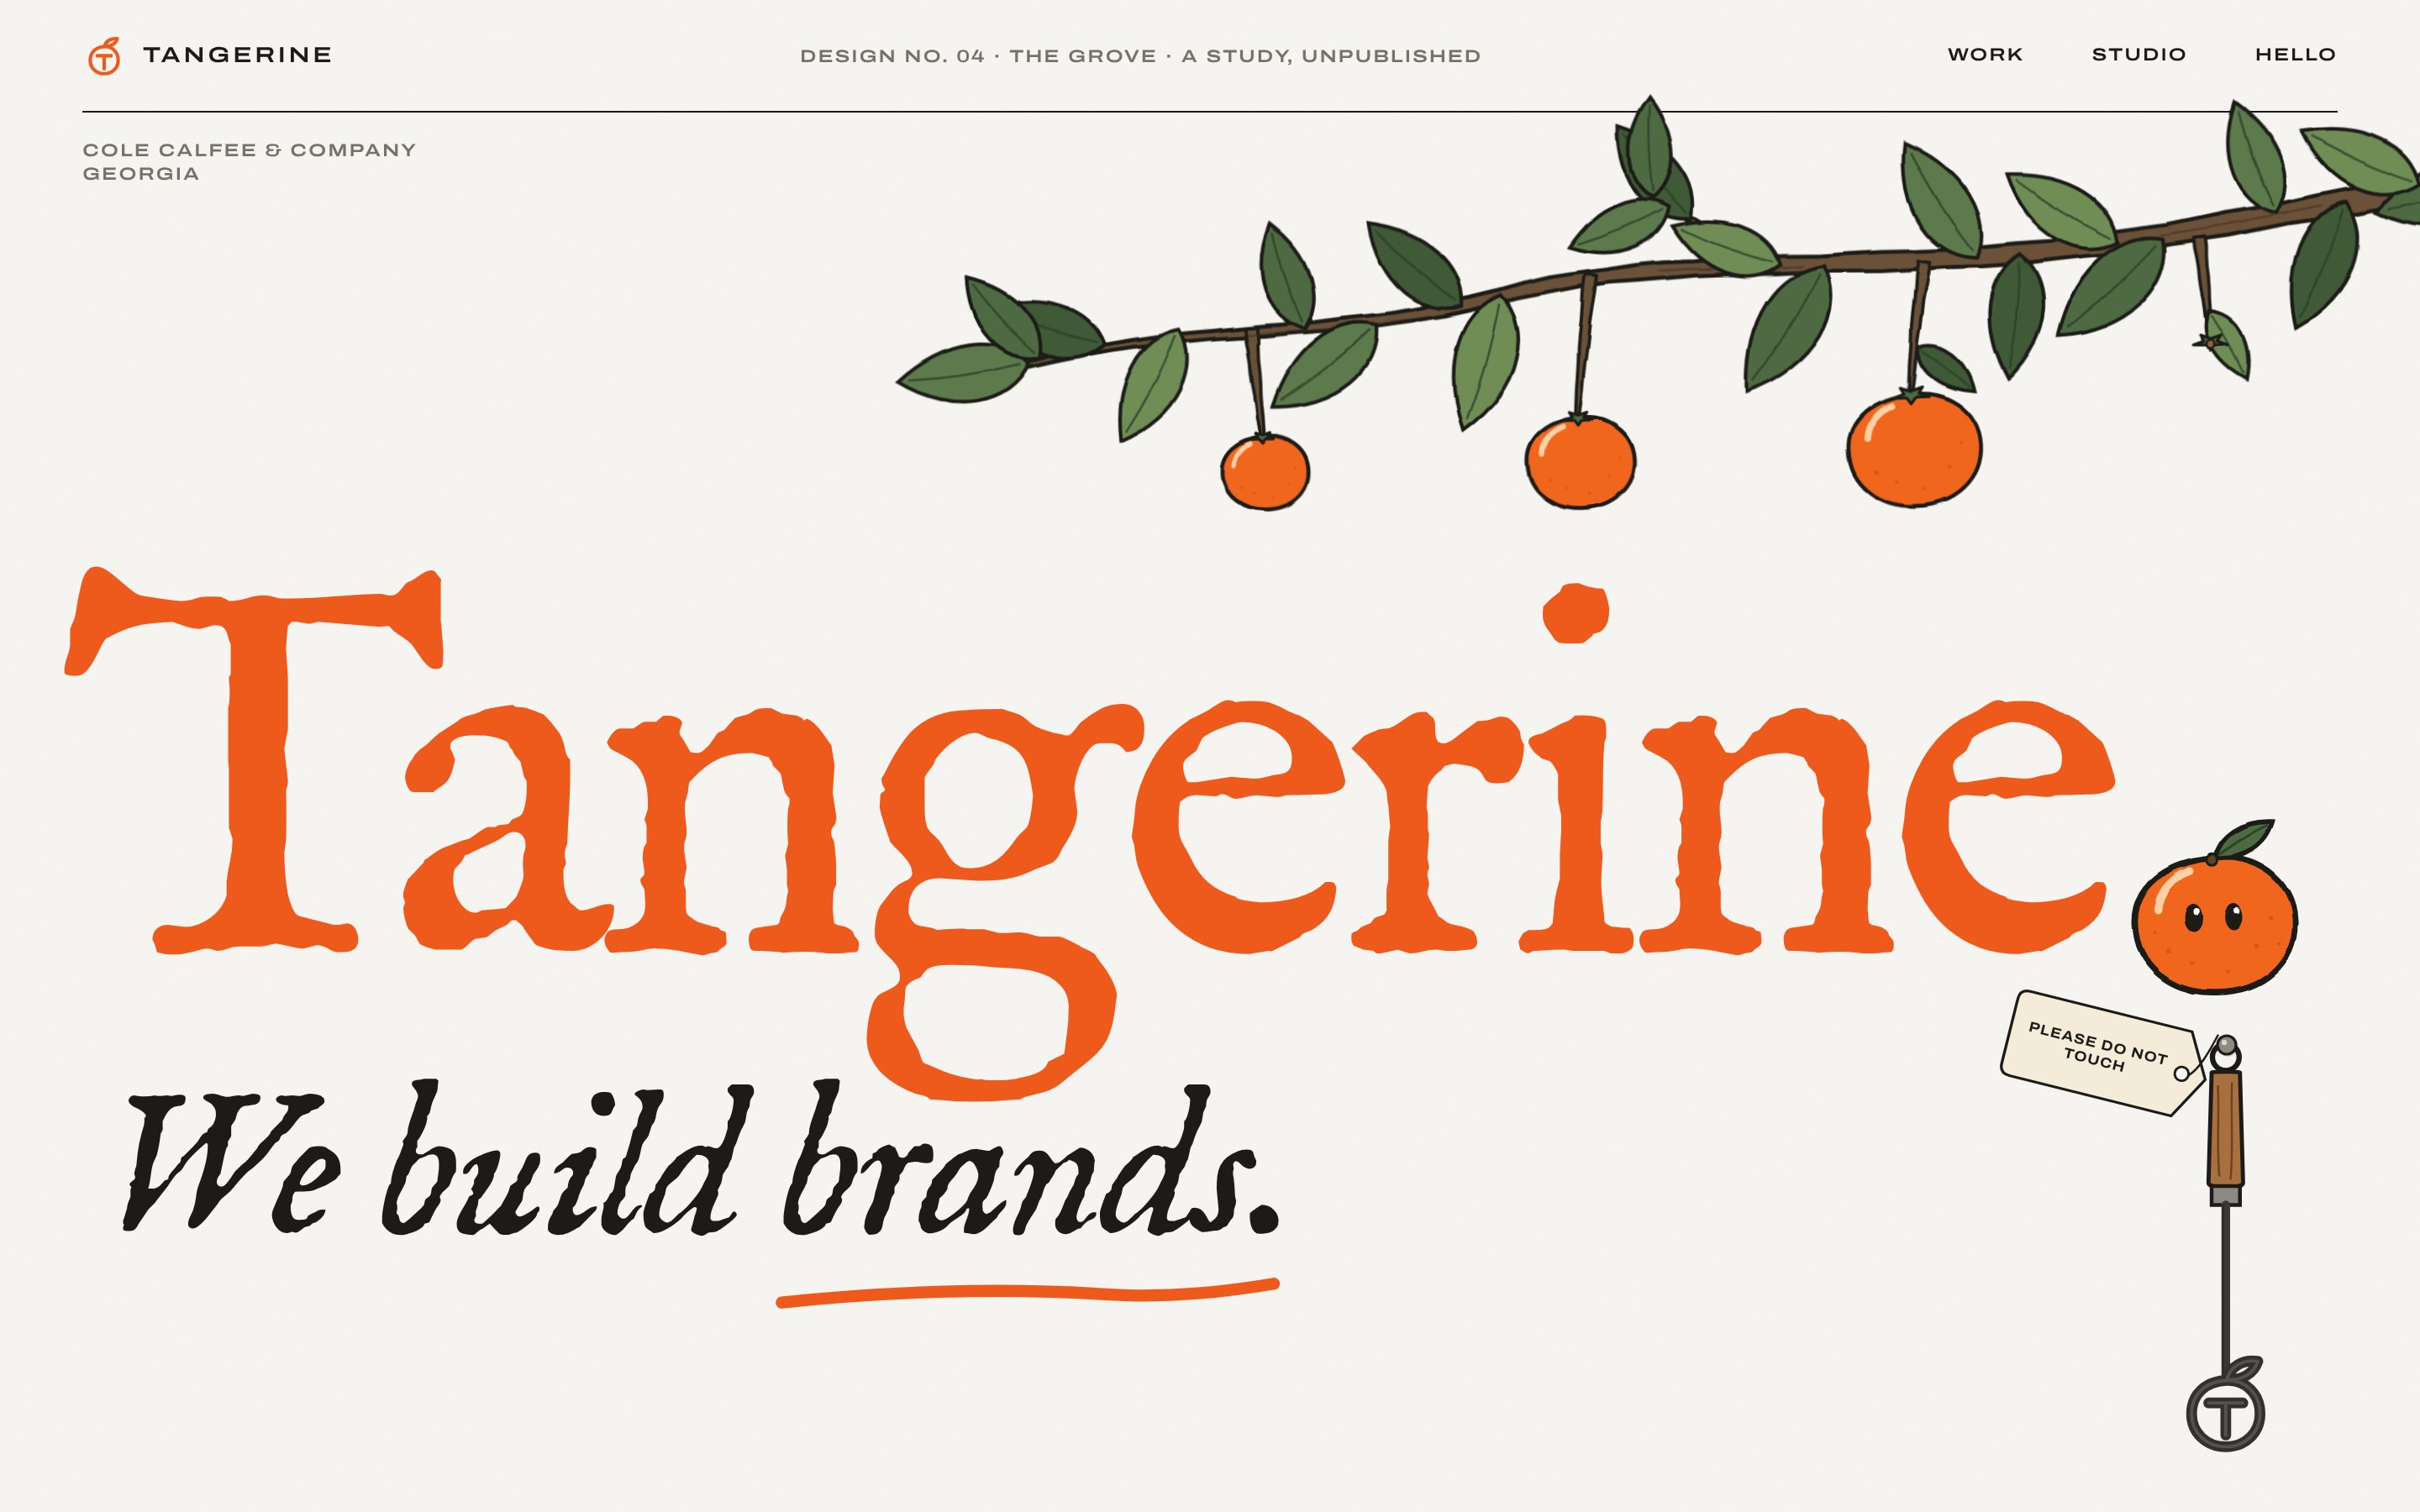 TANGERINE
DESIGN NO. 04 · THE GROVE · A STUDY, UNPUBLISHED
WORK
STUDIO
HELLO
COLE CALFEE & COMPANY
GEORGIA
Tangerine
PLEASE DO NOT
TOUCH
We build brands.